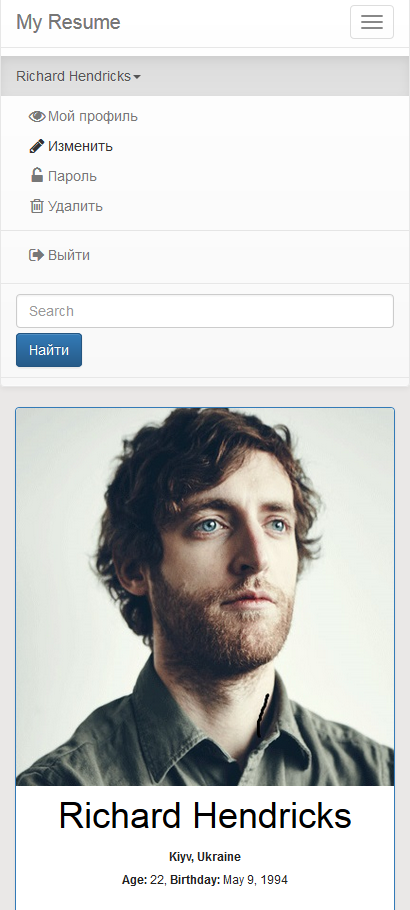 My Resume
Richard Hendricks
Мой профиль
Изменить
Пароль
Удалить
Выйти
Search
Найти
Richard Hendricks
Kiyv, Ukraine
Age: 22, Birthday: May 9, 1994